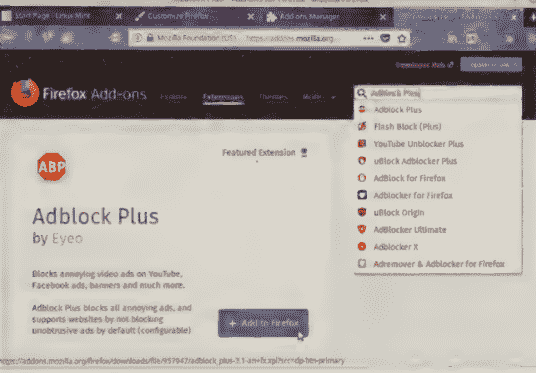 Start Page - Linux Mint
Customize Firefox
Add-ons Manager
Mozilla Foundation (US)
https://addons.mozilla.org
Firefox Add-ons
Explore
Extensions
Themes
More
Developer Hub
Adblock Plus
Adblock Plus
Flash Block (Plus)
YouTube Unblocker Plus
uBlock Adblocker Plus
AdBlock for Firefox
Adblocker for Firefox
uBlock Origin
AdBlocker Ultimate
Adblocker X
Adremover & Adblocker for Firefox
Featured Extension
ABP
Adblock Plus
by Eyeo
Blocks annoying video ads on YouTube,
Facebook ads, banners and much more.
Adblock Plus blocks all annoying ads, and
supports websites by not blocking
unobtrusive ads by default (configurable)
+ Add to Firefox